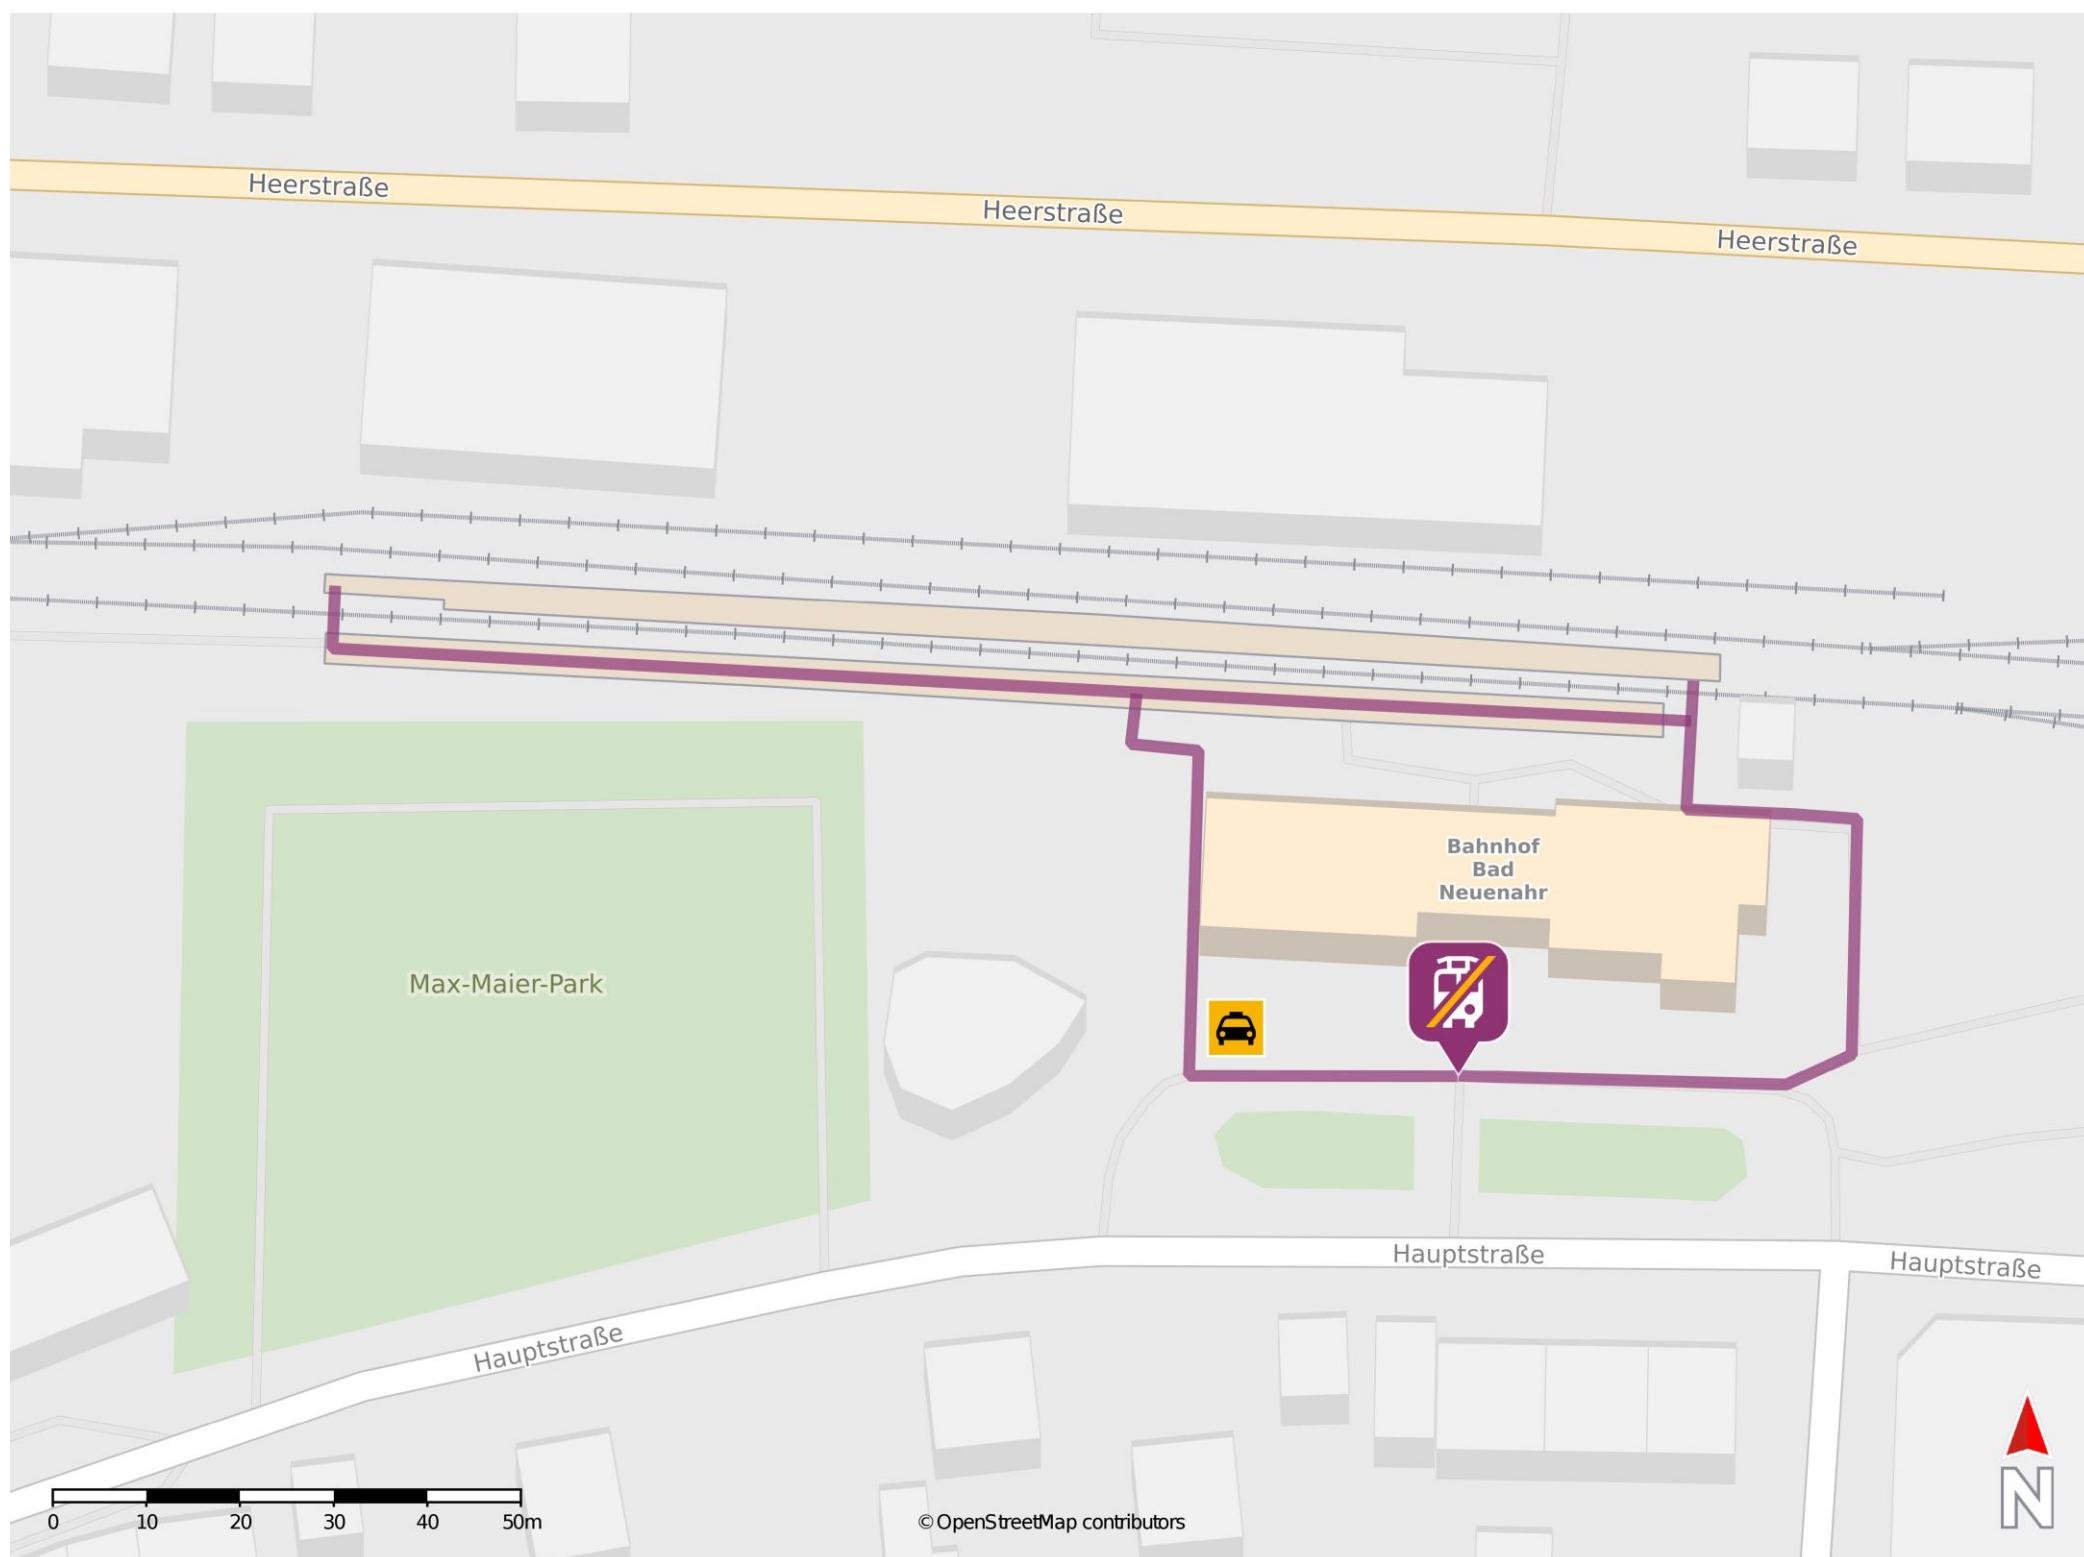 Heerstraße
Heerstraße
Heerstraße
Bahnhof
Bad
Neuenahr
Max-Maier-Park
Hauptstraße
Hauptstraße
Hauptstraße
0 10 20 30 40 50m
© OpenStreetMap contributors
N